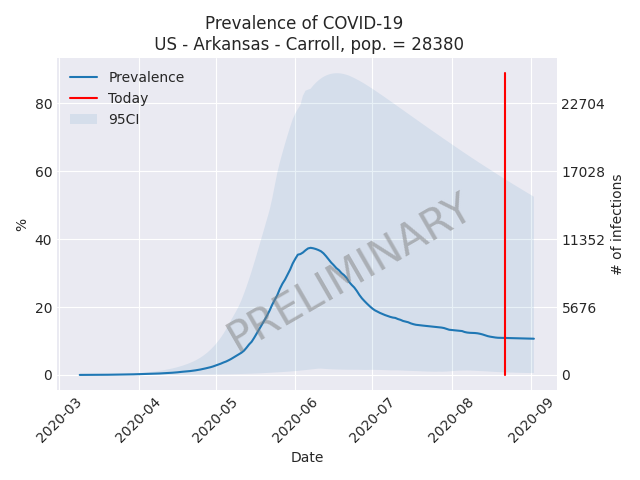 Prevalence of COVID-19
US - Arkansas - Carroll, pop. = 28380
Prevalence
Today
95CI
%
80
60
40
20
0
22704
17028
11352
5676
0
# of infections
PRELIMINARY
2020-03
2020-04
2020-05
2020-06
2020-07
2020-08
2020-09
Date